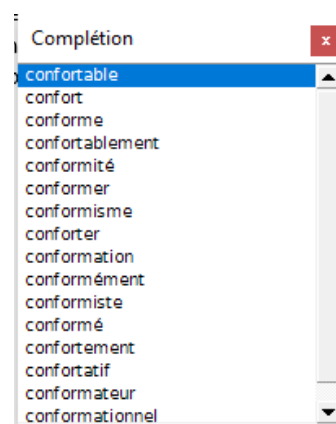 Complétion
x
confortable
confort
conforme
confortablement
conformité
conformer
conformisme
conforter
conformation
conformément
conformiste
conformé
confortement
confortatif
conformateur
conformationnel